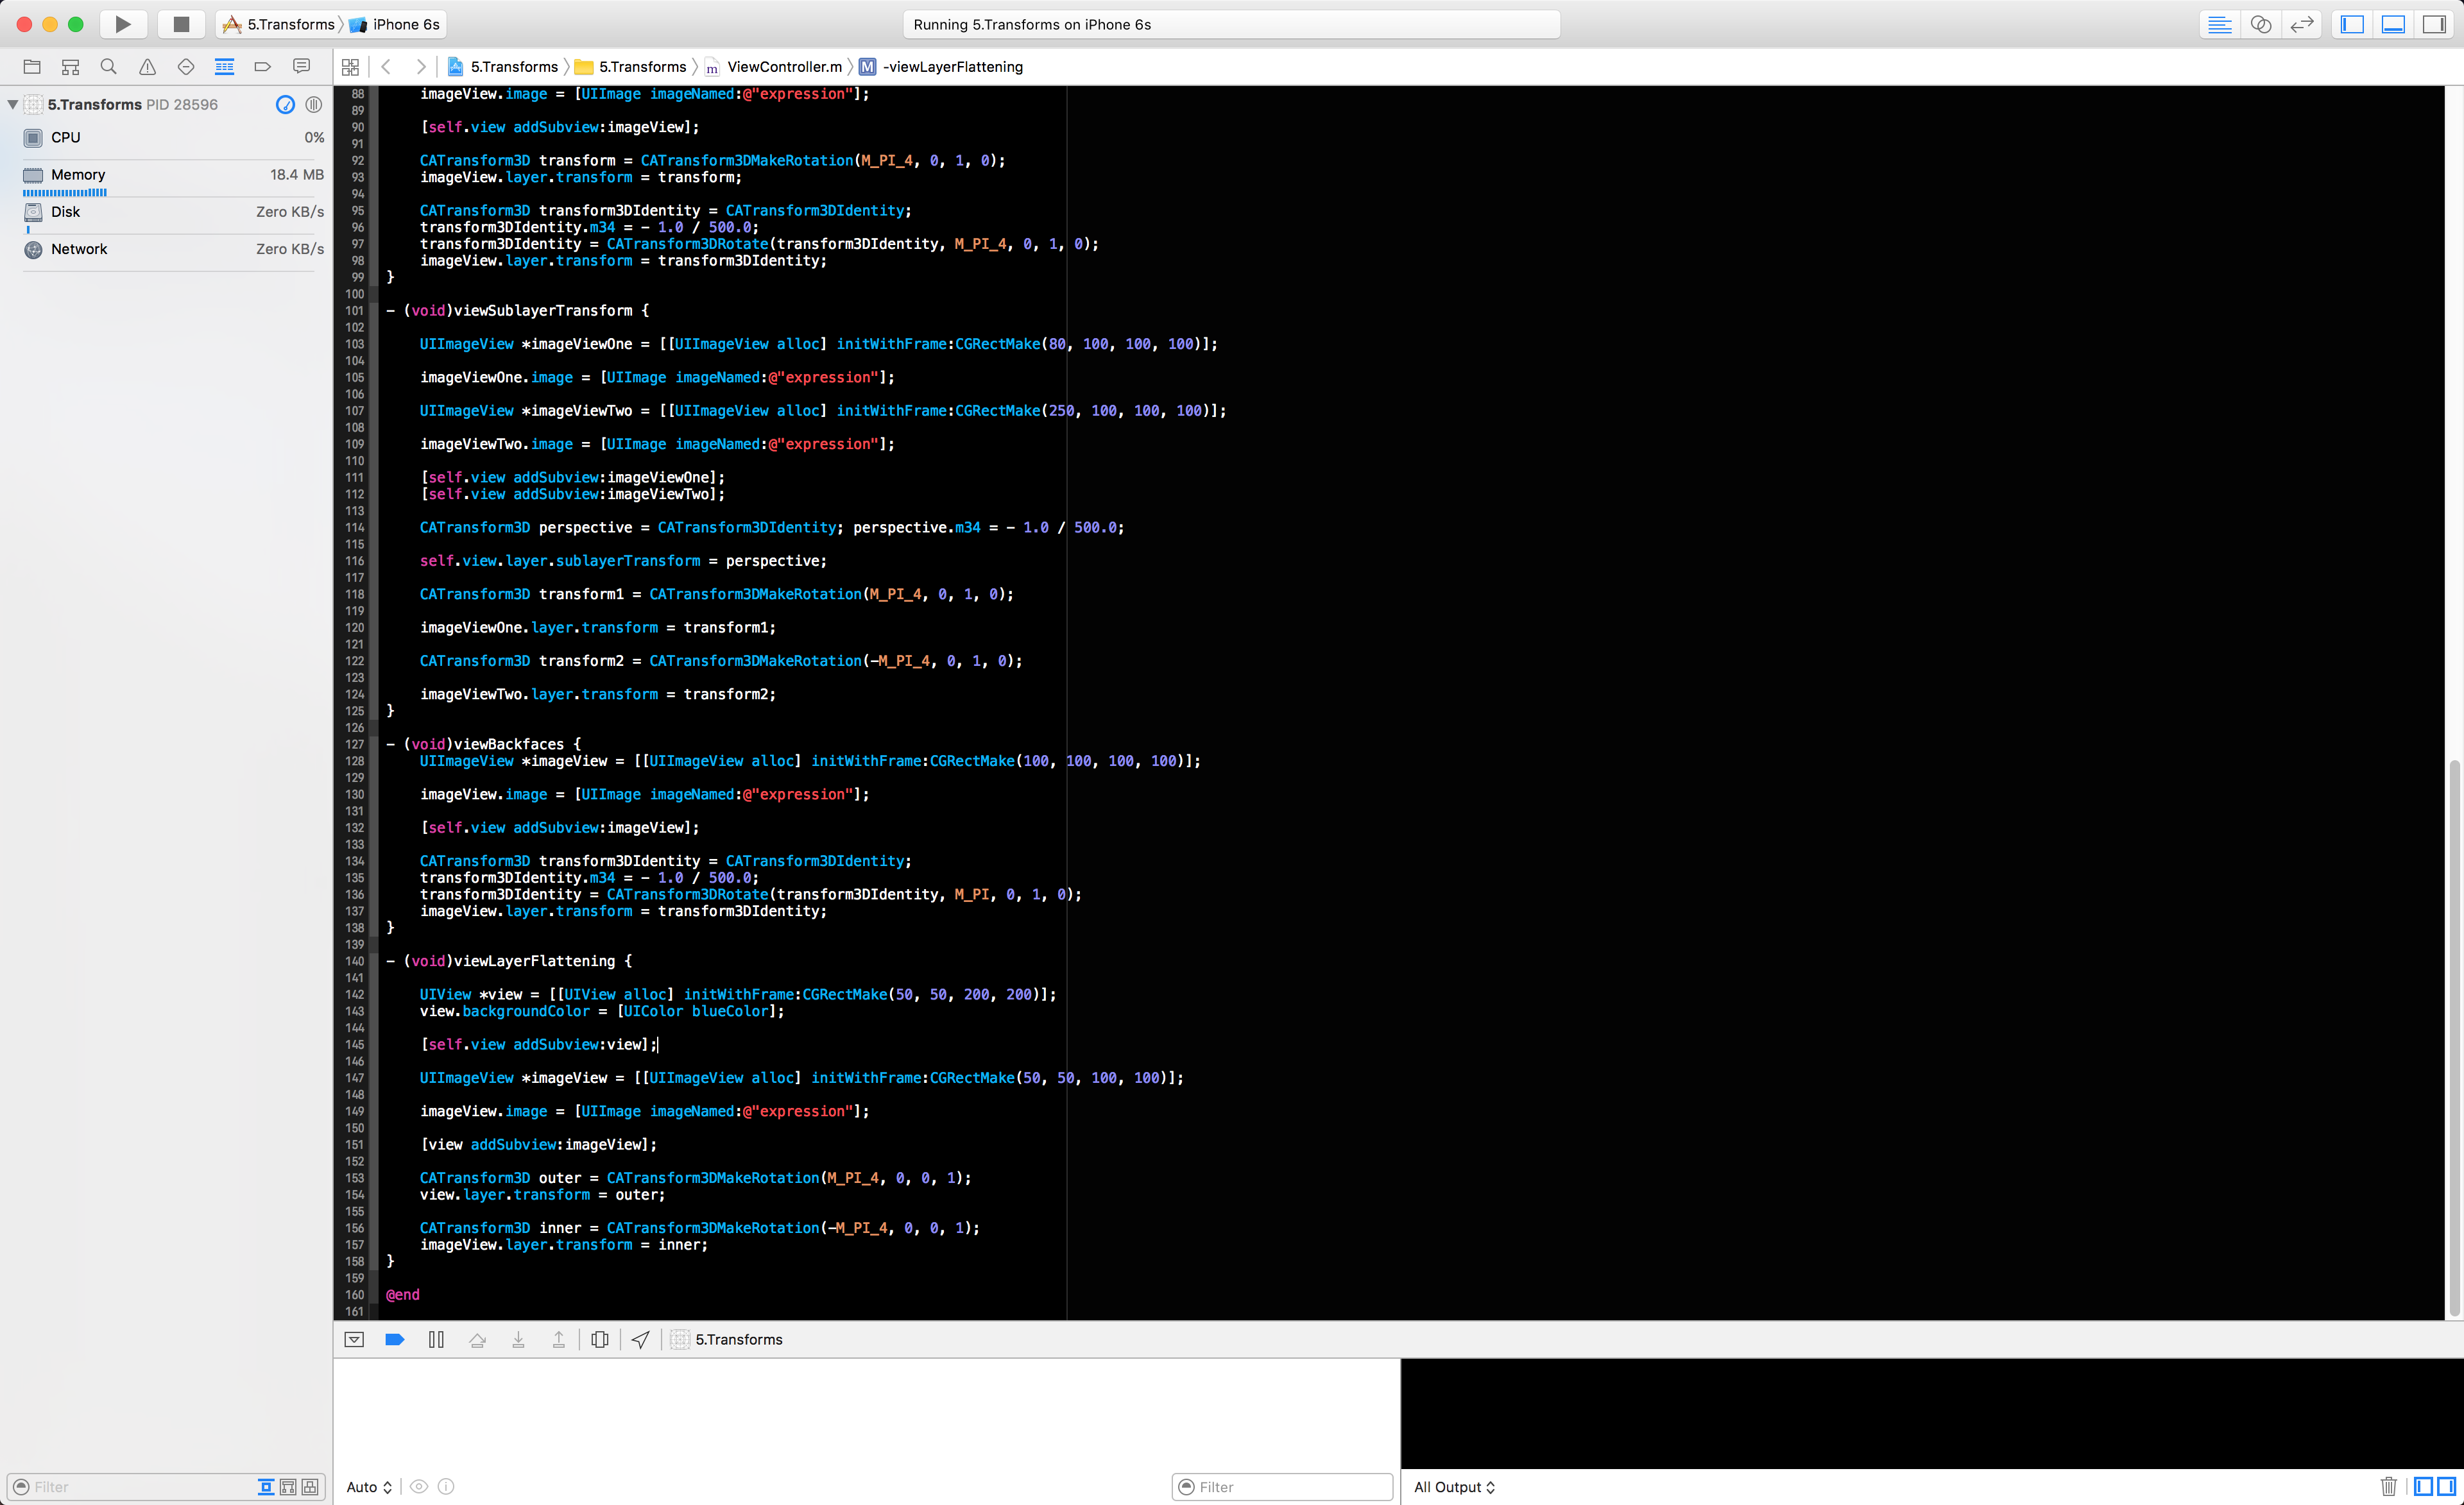 5.Transforms
iPhone 6s
Running 5.Transforms on iPhone 6s
5.Transforms
5.Transforms
ViewController.m
M -viewLayerFlattening
5.Transforms PID 28596
CPU 0%
Memory 18.4 MB
Disk Zero KB/s
Network Zero KB/s
88 imageView.image = [UIImage imageNamed:@"expression"];
89
90 [self.view addSubview:imageView];
91
92 CATransform3D transform = CATransform3DMakeRotation(M_PI_4, 0, 1, 0);
93 imageView.layer.transform = transform;
94
95 CATransform3D transform3DIdentity = CATransform3DIdentity;
96 transform3DIdentity.m34 = - 1.0 / 500.0;
97 transform3DIdentity = CATransform3DRotate(transform3DIdentity, M_PI_4, 0, 1, 0);
98 imageView.layer.transform = transform3DIdentity;
99 }
100
101 - (void)viewSublayerTransform {
102
103 UIImageView *imageViewOne = [[UIImageView alloc] initWithFrame:CGRectMake(80, 100, 100, 100)];
104
105 imageViewOne.image = [UIImage imageNamed:@"expression"];
106
107 UIImageView *imageViewTwo = [[UIImageView alloc] initWithFrame:CGRectMake(250, 100, 100, 100)];
108
109 imageViewTwo.image = [UIImage imageNamed:@"expression"];
110
111 [self.view addSubview:imageViewOne];
112 [self.view addSubview:imageViewTwo];
113
114 CATransform3D perspective = CATransform3DIdentity; perspective.m34 = - 1.0 / 500.0;
115
116 self.view.layer.sublayerTransform = perspective;
117
118 CATransform3D transform1 = CATransform3DMakeRotation(M_PI_4, 0, 1, 0);
119
120 imageViewOne.layer.transform = transform1;
121
122 CATransform3D transform2 = CATransform3DMakeRotation(-M_PI_4, 0, 1, 0);
123
124 imageViewTwo.layer.transform = transform2;
125 }
126
127 - (void)viewBackfaces {
128 UIImageView *imageView = [[UIImageView alloc] initWithFrame:CGRectMake(100, 100, 100, 100)];
129
130 imageView.image = [UIImage imageNamed:@"expression"];
131
132 [self.view addSubview:imageView];
133
134 CATransform3D transform3DIdentity = CATransform3DIdentity;
135 transform3DIdentity.m34 = - 1.0 / 500.0;
136 transform3DIdentity = CATransform3DRotate(transform3DIdentity, M_PI, 0, 1, 0);
137 imageView.layer.transform = transform3DIdentity;
138 }
139
140 - (void)viewLayerFlattening {
141
142 UIView *view = [[UIView alloc] initWithFrame:CGRectMake(50, 50, 200, 200)];
143 view.backgroundColor = [UIColor blueColor];
144
145 [self.view addSubview:view];
146
147 UIImageView *imageView = [[UIImageView alloc] initWithFrame:CGRectMake(50, 50, 100, 100)];
148
149 imageView.image = [UIImage imageNamed:@"expression"];
150
151 [view addSubview:imageView];
152
153 CATransform3D outer = CATransform3DMakeRotation(M_PI_4, 0, 0, 1);
154 view.layer.transform = outer;
155
156 CATransform3D inner = CATransform3DMakeRotation(-M_PI_4, 0, 0, 1);
157 imageView.layer.transform = inner;
158 }
159
160 @end
161
5.Transforms
Filter
Auto
Filter
All Output